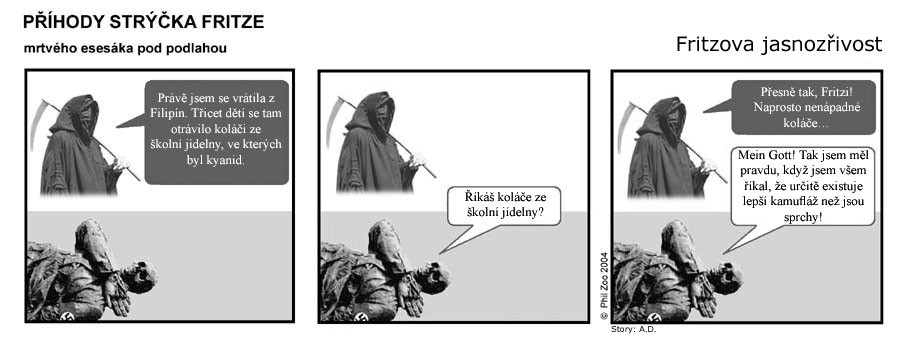 PŘÍHODY STRÝČKA FRITZE
mrtvého esesáka pod podlahou
Fritzova jasnozřivost
Právě jsem se vrátila z
Filipín. Třicet dětí se tam
otrávilo koláči ze
školní jídelny, ve kterých
byl kyanid.
Říkáš koláče ze
školní jídelny?
Přesně tak, Fritzi!
Naprosto nenápadné
koláče...
Mein Gott! Tak jsem měl
pravdu, když jsem všem
říkal, že určitě existuje
lepší kamufláž než jsou
sprchy!
© Phil Zoo 2004
Story: A.D.